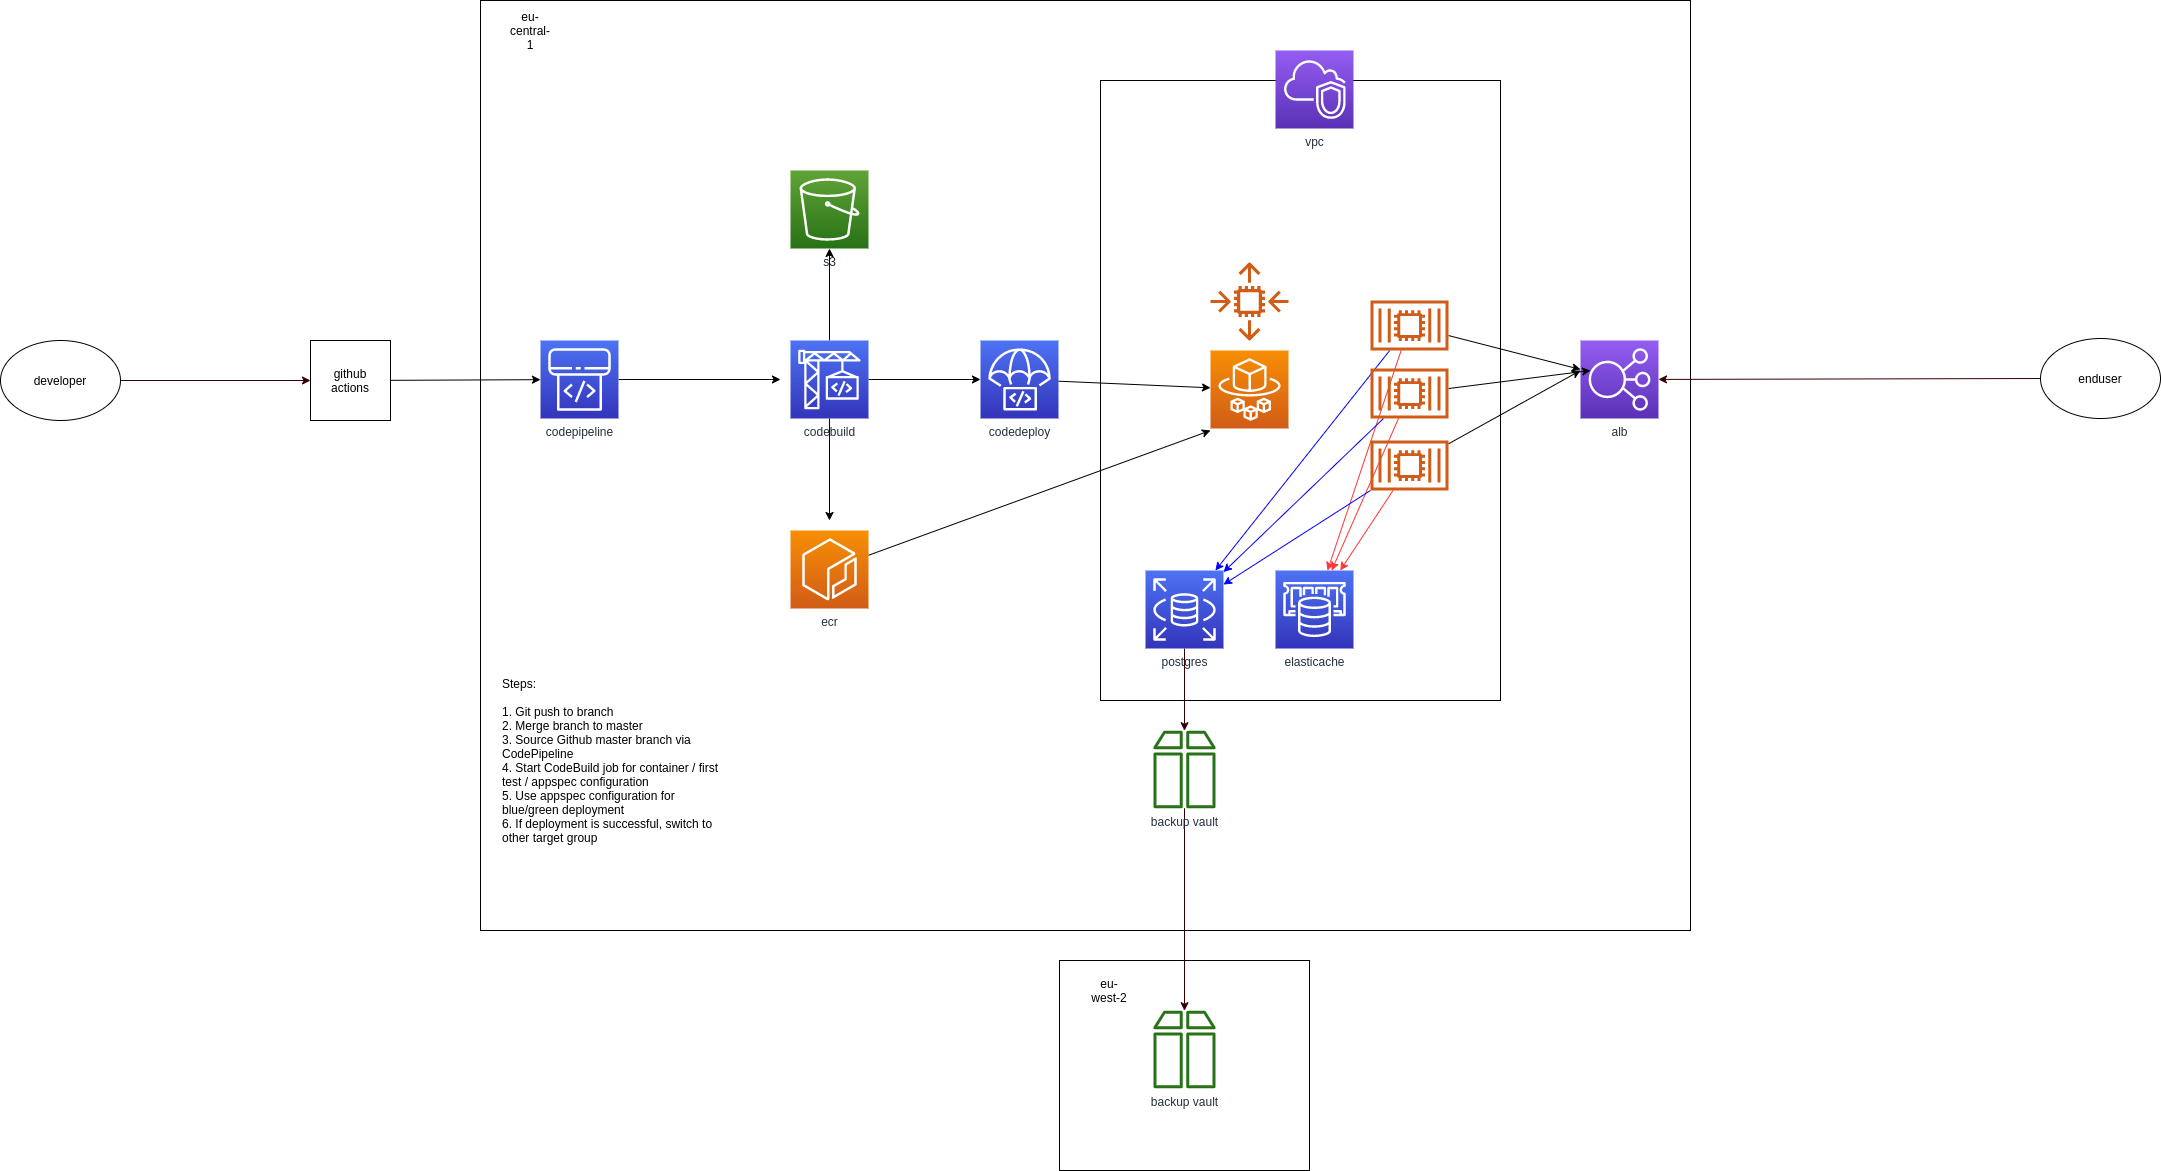 eu-
central-
1
vpc
s3
developer
github
actions
codepipeline
codebuild
codedeploy
alb
enduser
ecr
postgres
elasticache
Steps:
1. Git push to branch
2. Merge branch to master
3. Source Github master branch via
CodePipeline
4. Start CodeBuild job for container / first
test / appspec configuration
5. Use appspec configuration for
blue/green deployment
6. If deployment is successful, switch to
other target group
backup vault
eu-
west-2
backup vault